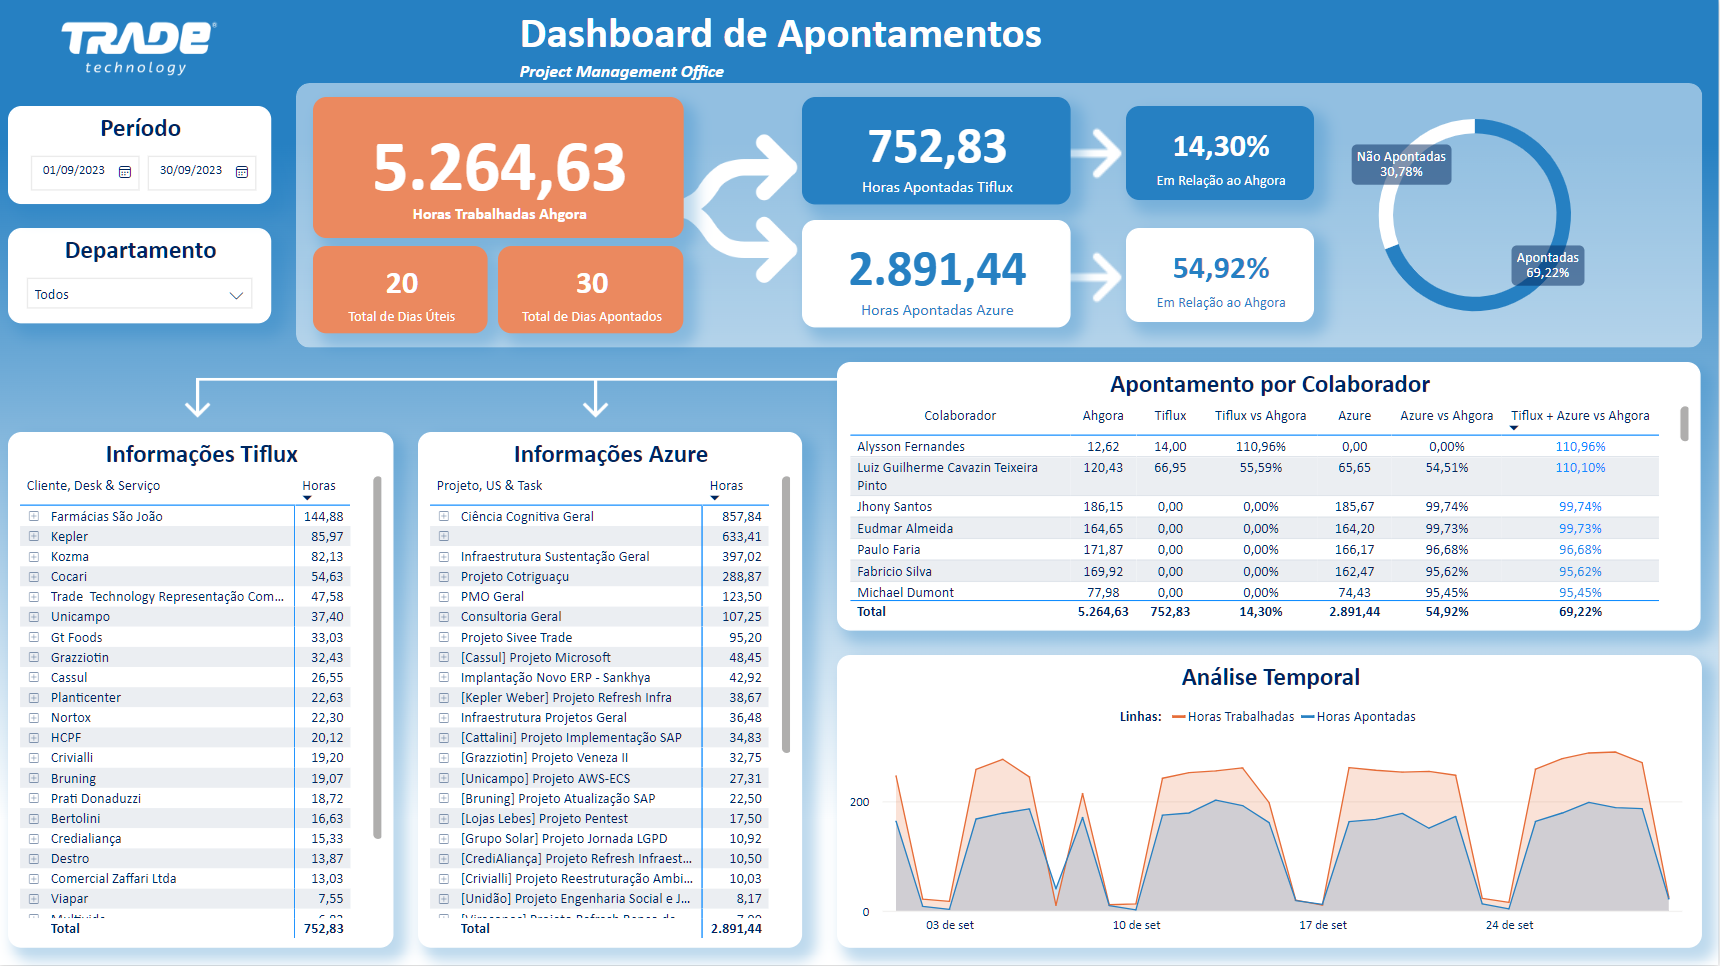 TRADE
technology
Dashboard de Apontamentos
Project Management Office
Período
01/09/2023 30/09/2023
Departamento
Todos
5.264,63
Horas Trabalhadas Ahgora
20
Total de Dias Úteis
30
Total de Dias Apontados
752,83
Horas Apontadas Tiflux
14,30%
Em Relação ao Ahgora
2.891,44
Horas Apontadas Azure
54,92%
Em Relação ao Ahgora
Não Apontadas
30,78%
Apontadas
69,22%
Informações Tiflux
Cliente, Desk & Serviço Horas
Farmácias São João 144,88
Kepler 85,97
Kozma 82,13
Cocari 54,63
Trade Technology Representação Com... 47,58
Unicampo 37,40
Gt Foods 33,03
Grazziotin 32,43
Cassul 26,55
Planticenter 22,63
Nortox 22,30
HCPF 20,12
Crivialli 19,20
Bruning 19,07
Prati Donaduzzi 18,72
Bertolini 16,63
Credialiança 15,33
Destro 13,87
Comercial Zaffari Ltda 13,03
Viapar 7,55
Total 752,83
Informações Azure
Projeto, US & Task Horas
Ciência Cognitiva Geral 857,84
633,41
Infraestrutura Sustentação Geral 397,02
Projeto Cotriguaçu 288,87
PMO Geral 123,50
Consultoria Geral 107,25
Projeto Sivee Trade 95,20
[Cassul] Projeto Microsoft 48,45
Implantação Novo ERP - Sankhya 42,92
[Kepler Weber] Projeto Refresh Infra 38,67
Infraestrutura Projetos Geral 36,48
[Cattalini] Projeto Implementação SAP 34,83
[Grazziotin] Projeto Veneza II 32,75
[Unicampo] Projeto AWS-ECS 27,31
[Bruning] Projeto Atualização SAP 22,50
[Lojas Lebes] Projeto Pentest 17,50
[Grupo Solar] Projeto Jornada LGPD 10,92
[CrediAliança] Projeto Refresh Infraest... 10,50
[Crivialli] Projeto Reestruturação Ambi... 10,03
[Unidão] Projeto Engenharia Social e J... 8,17
Total 2.891,44
Apontamento por Colaborador
Colaborador Ahgora Tiflux Tiflux vs Ahgora Azure Azure vs Ahgora Tiflux + Azure vs Ahgora
Alysson Fernandes 12,62 14,00 110,96% 0,00 0,00% 110,96%
Luiz Guilherme Cavazin Teixeira 120,43 66,95 55,59% 65,65 54,51% 110,10%
Pinto
Jhony Santos 186,15 0,00 0,00% 185,67 99,74% 99,74%
Eudmar Almeida 164,65 0,00 0,00% 164,20 99,73% 99,73%
Paulo Faria 171,87 0,00 0,00% 166,17 96,68% 96,68%
Fabricio Silva 169,92 0,00 0,00% 162,47 95,62% 95,62%
Michael Dumont 77,98 0,00 0,00% 74,43 95,45% 95,45%
Total 5.264,63 752,83 14,30% 2.891,44 54,92% 69,22%
Análise Temporal
Linhas: Horas Trabalhadas Horas Apontadas
200
0
03 de set 10 de set 17 de set 24 de set